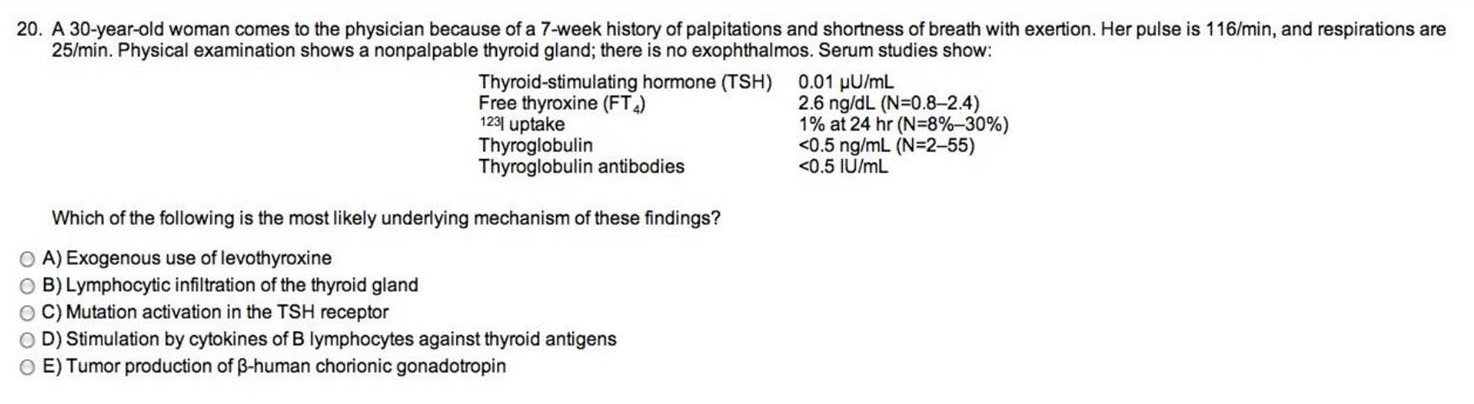 20. A 30-year-old woman comes to the physician because of a 7-week history of palpitations and shortness of breath with exertion. Her pulse is 116/min, and respirations are
25/min. Physical examination shows a nonpalpable thyroid gland; there is no exophthalmos. Serum studies show:
Thyroid-stimulating hormone (TSH) 0.01 µU/mL
Free thyroxine (FT₄) 2.6 ng/dL (N=0.8–2.4)
¹²³I uptake 1% at 24 hr (N=8%–30%)
Thyroglobulin <0.5 ng/mL (N=2–55)
Thyroglobulin antibodies <0.5 IU/mL
Which of the following is the most likely underlying mechanism of these findings?
A) Exogenous use of levothyroxine
B) Lymphocytic infiltration of the thyroid gland
C) Mutation activation in the TSH receptor
D) Stimulation by cytokines of B lymphocytes against thyroid antigens
E) Tumor production of β-human chorionic gonadotropin